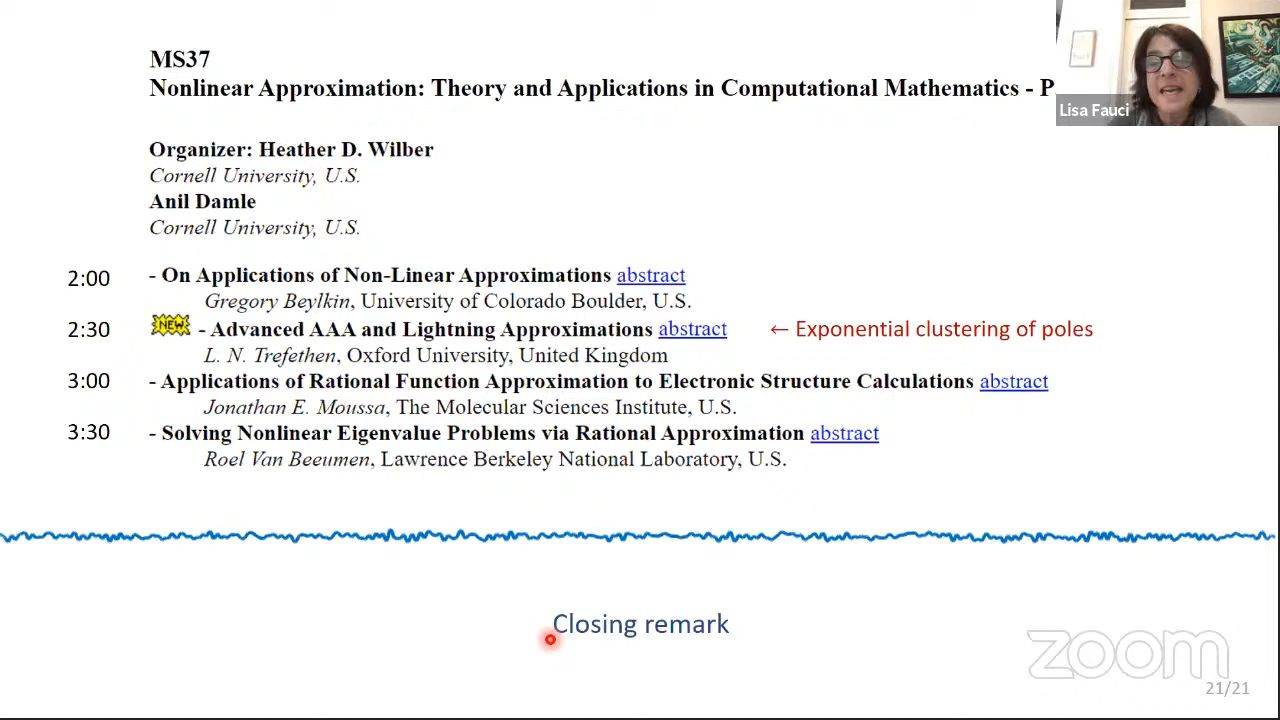 MS37
Nonlinear Approximation: Theory and Applications in Computational Mathematics - P
Lisa Fauci
Organizer: Heather D. Wilber
Cornell University, U.S.
Anil Damle
Cornell University, U.S.
2:00 - On Applications of Non-Linear Approximations abstract
Gregory Beylkin, University of Colorado Boulder, U.S.
2:30 NEW - Advanced AAA and Lightning Approximations abstract ← Exponential clustering of poles
L. N. Trefethen, Oxford University, United Kingdom
3:00 - Applications of Rational Function Approximation to Electronic Structure Calculations abstract
Jonathan E. Moussa, The Molecular Sciences Institute, U.S.
3:30 - Solving Nonlinear Eigenvalue Problems via Rational Approximation abstract
Roel Van Beeumen, Lawrence Berkeley National Laboratory, U.S.
Closing remark
zoom
21/21